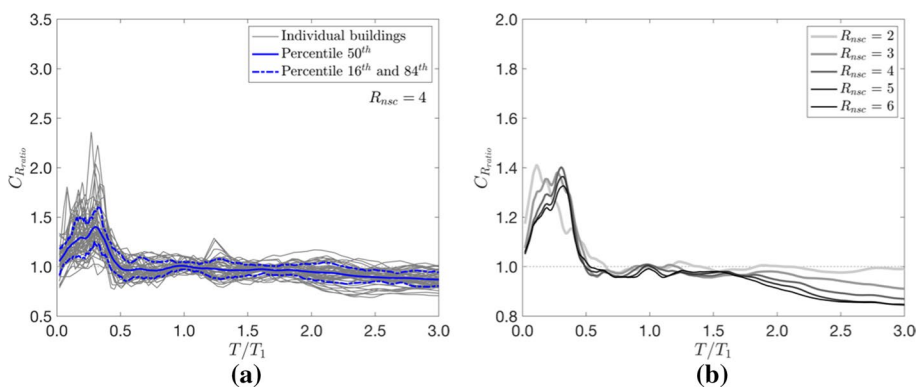 3.5
3.0
2.5
2.0
1.5
1.0
0.5
C_{R_{ratio}}
Individual buildings
Percentile 50^{th}
Percentile 16^{th} and 84^{th}
R_{nsc} = 4
0.0 0.5 1.0 1.5 2.0 2.5 3.0
T/T_1
(a)
2.0
1.8
1.6
1.4
1.2
1.0
0.8
C_{R_{ratio}}
R_{nsc} = 2
R_{nsc} = 3
R_{nsc} = 4
R_{nsc} = 5
R_{nsc} = 6
0.0 0.5 1.0 1.5 2.0 2.5 3.0
T/T_1
(b)